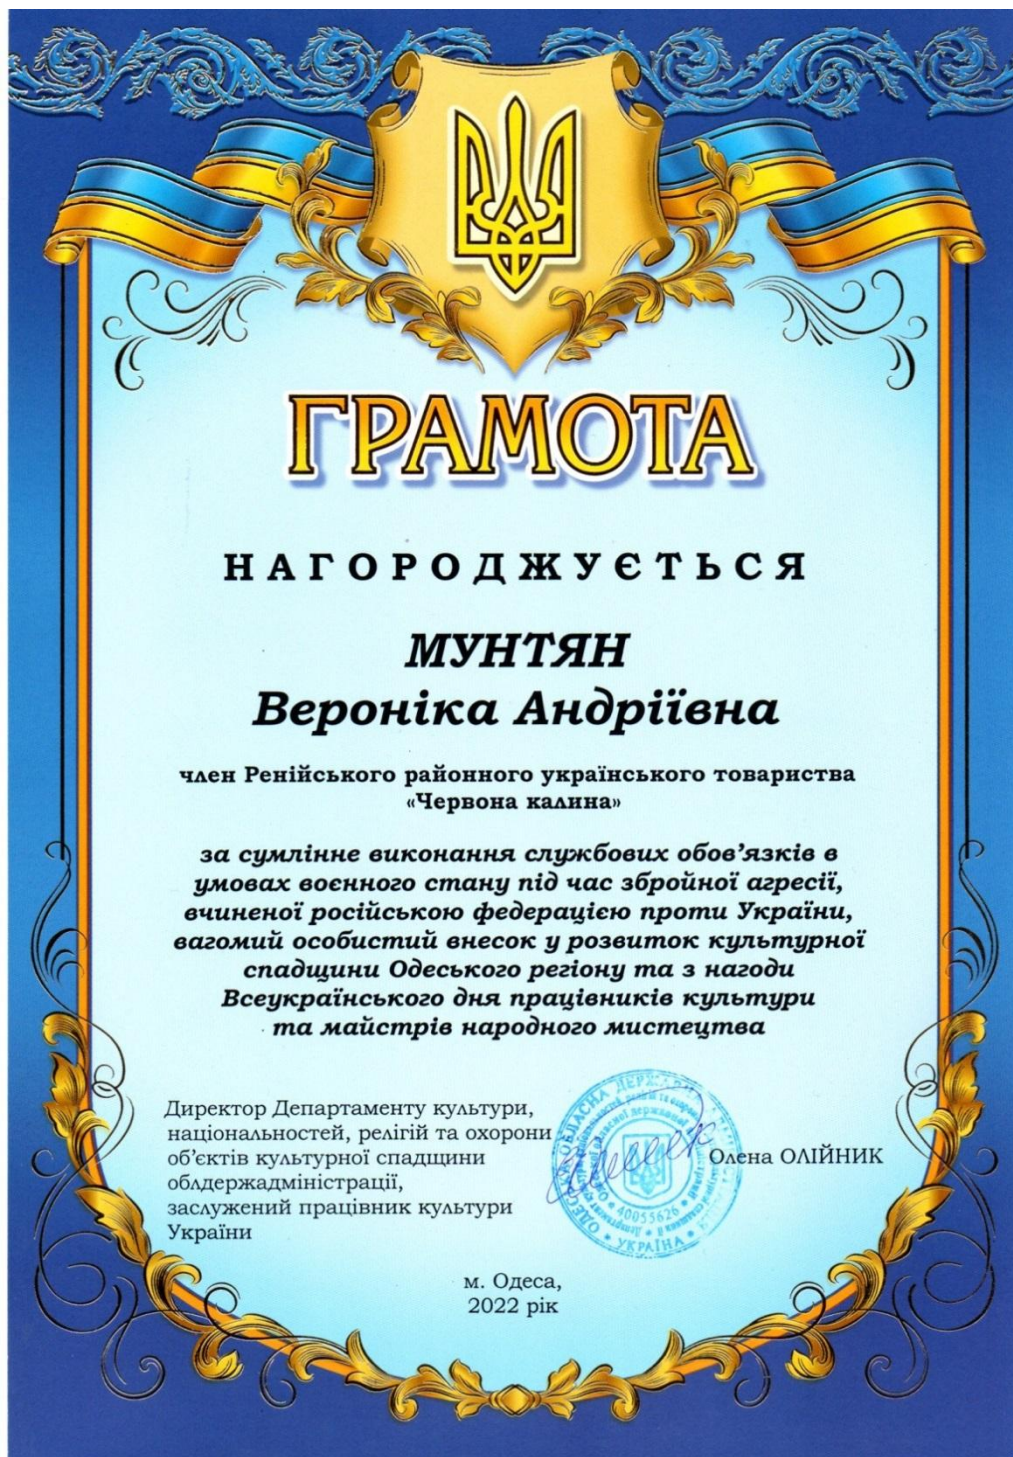 ГРАМОТА
НАГОРОДЖУЄТЬСЯ
МУНТЯН
Вероніка Андріївна
член Ренійського районного українського товариства
«Червона калина»
за сумлінне виконання службових обов’язків в
умовах воєнного стану під час збройної агресії,
вчиненої російською федерацією проти України,
вагомий особистий внесок у розвиток культурної
спадщини Одеського регіону та з нагоди
Всеукраїнського дня працівників культури
та майстрів народного мистецтва
Директор Департаменту культури,
національностей, релігій та охорони
об’єктів культурної спадщини
облдержадміністрації,
заслужений працівник культури
України
Олена ОЛІЙНИК
40055626
УКРАЇНА
м. Одеса,
2022 рік